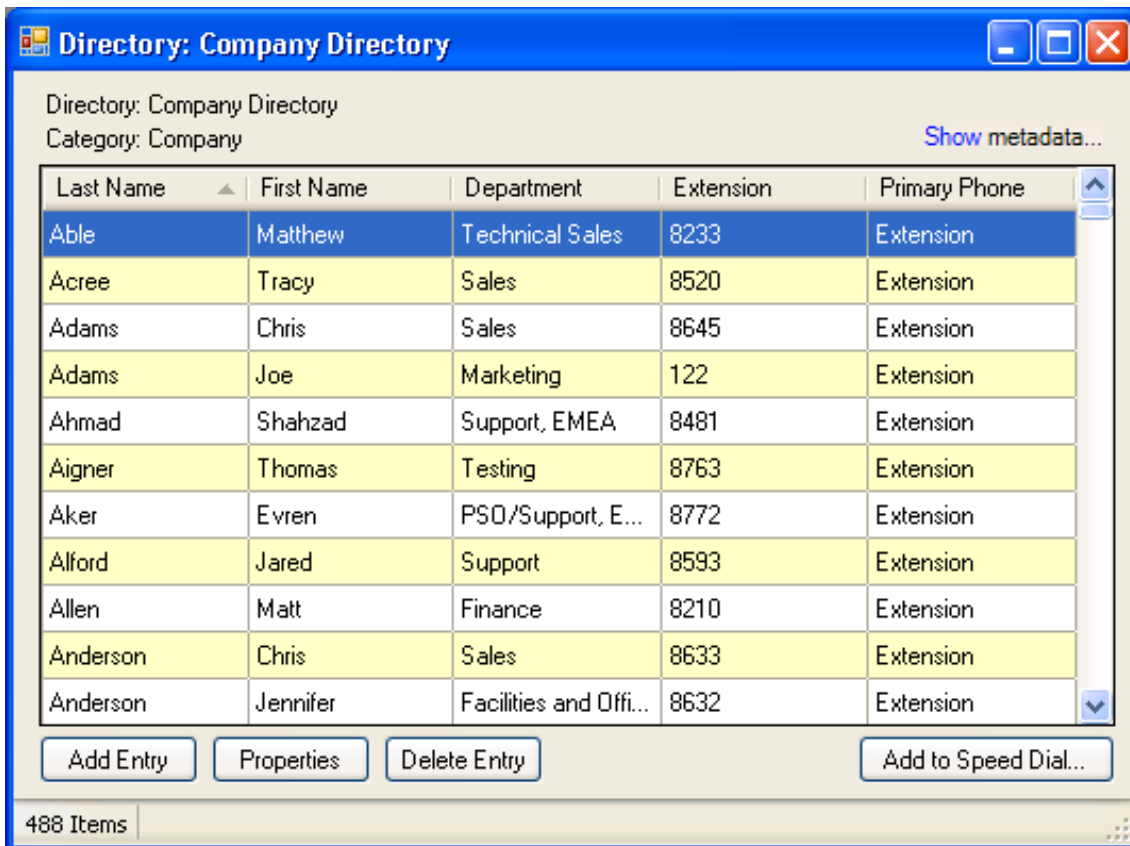 Directory: Company Directory
Directory: Company Directory
Category: Company
Show metadata...
Last Name First Name Department Extension Primary Phone
Able Matthew Technical Sales 8233 Extension
Acree Tracy Sales 8520 Extension
Adams Chris Sales 8645 Extension
Adams Joe Marketing 122 Extension
Ahmad Shahzad Support, EMEA 8481 Extension
Aigner Thomas Testing 8763 Extension
Aker Evren PSO/Support, E... 8772 Extension
Alford Jared Support 8593 Extension
Allen Matt Finance 8210 Extension
Anderson Chris Sales 8633 Extension
Anderson Jennifer Facilities and Offi... 8632 Extension
Add Entry Properties Delete Entry Add to Speed Dial...
488 Items